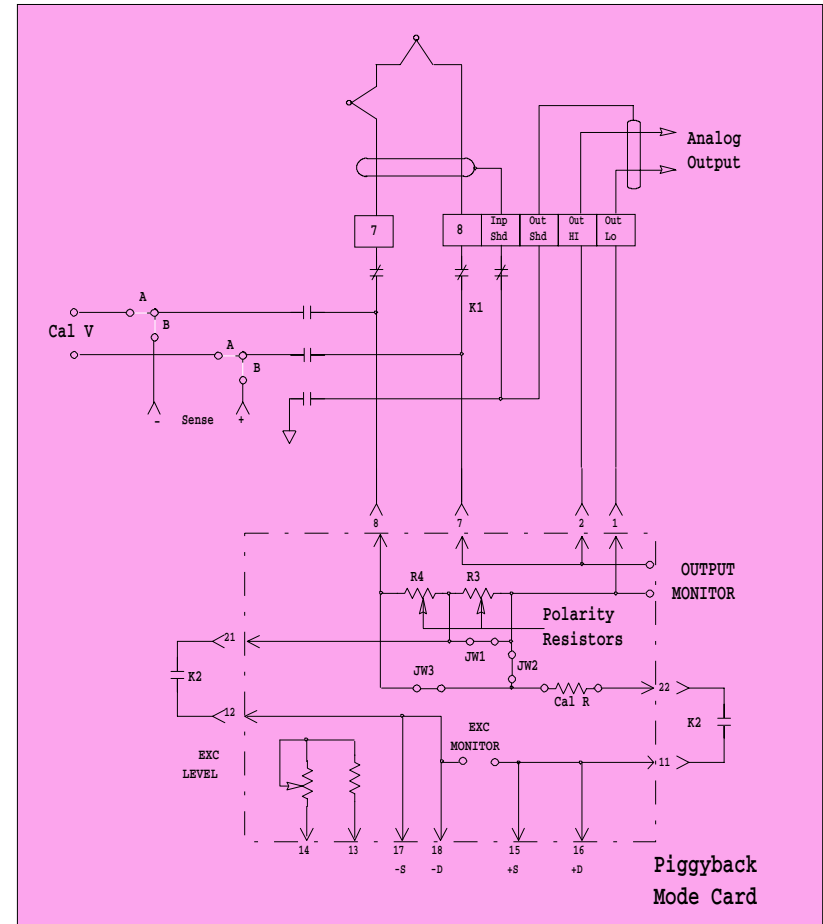 Analog
Output
7
8
Inp
Shd
Out
Shd
Out
HI
Out
Lo
K1
A
B
Cal V
A
B
- Sense +
8
7
2
1
OUTPUT
MONITOR
R4
R3
Polarity
Resistors
21
JW1
JW2
K2
JW3
Cal R
22
K2
12
EXC
MONITOR
11
EXC
LEVEL
14
13
17
18
15
16
-S
-D
+S
+D
Piggyback
Mode Card